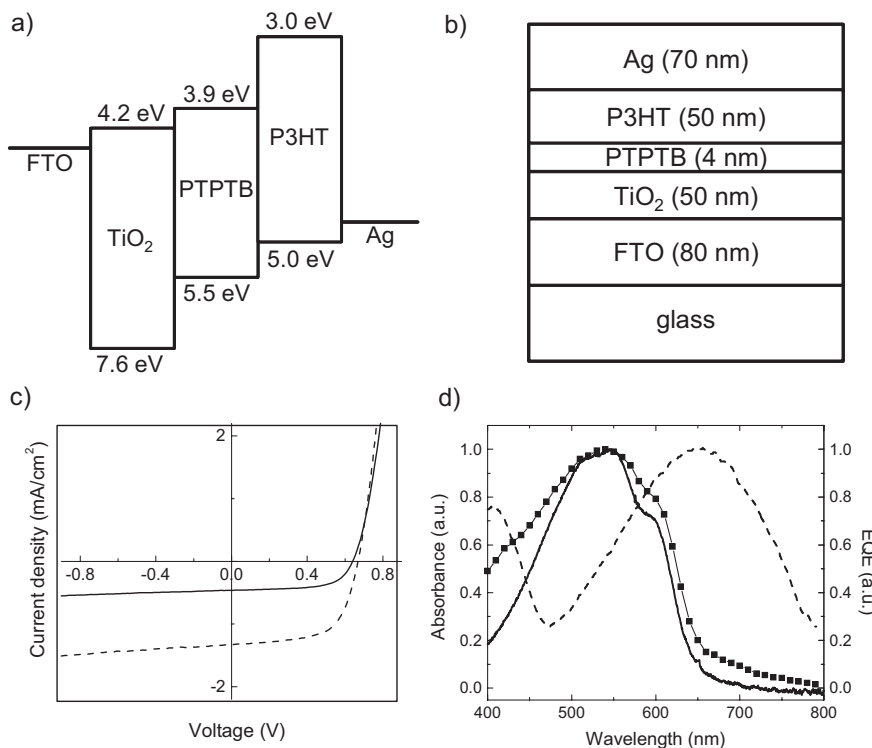 a)
3.0 eV
4.2 eV
3.9 eV
FTO
TiO₂
PTPTB
P3HT
Ag
5.0 eV
5.5 eV
7.6 eV
b)
Ag (70 nm)
P3HT (50 nm)
PTPTB (4 nm)
TiO₂ (50 nm)
FTO (80 nm)
glass
c)
Current density (mA/cm²)
2
-0.8 -0.4 0.0 0.4 0.8
-2
Voltage (V)
d)
Absorbance (a.u.)
1.0
0.8
0.6
0.4
0.2
0.0
400 500 600 700 800
Wavelength (nm)
1.0
0.8
0.6
0.4
0.2
0.0
EQE (a.u.)